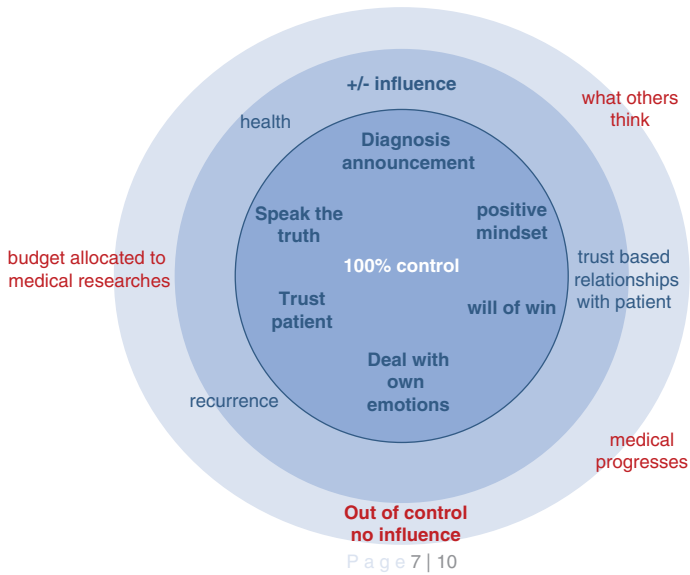 +/- influence
what others
think
health
Diagnosis
announcement
Speak the
truth
positive
mindset
budget allocated to
medical researches
100% control
trust based
relationships
with patient
Trust
patient
will of win
Deal with
own
emotions
recurrence
medical
progresses
Out of control
no influence
Page 7 | 10